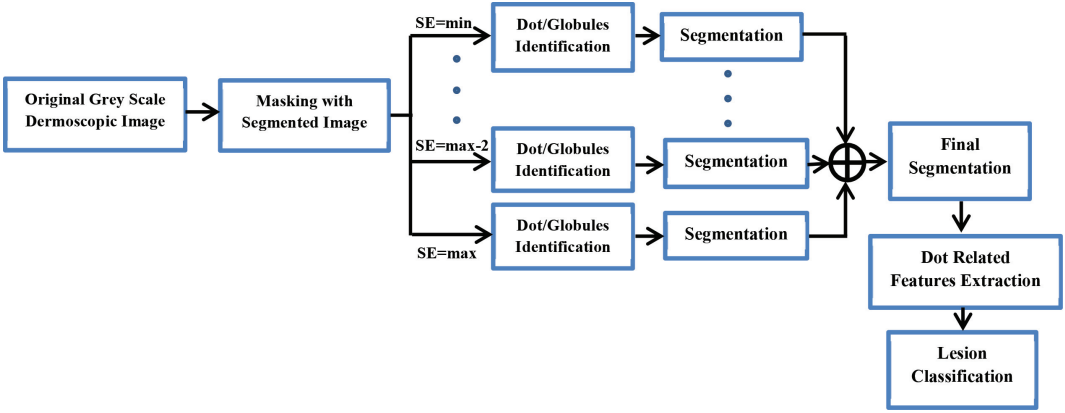 Original Grey Scale
Dermoscopic Image
Masking with
Segmented Image
SE=min
Dot/Globules
Identification
Segmentation
SE=max-2
Dot/Globules
Identification
Segmentation
SE=max
Dot/Globules
Identification
Segmentation
Final
Segmentation
Dot Related
Features Extraction
Lesion
Classification